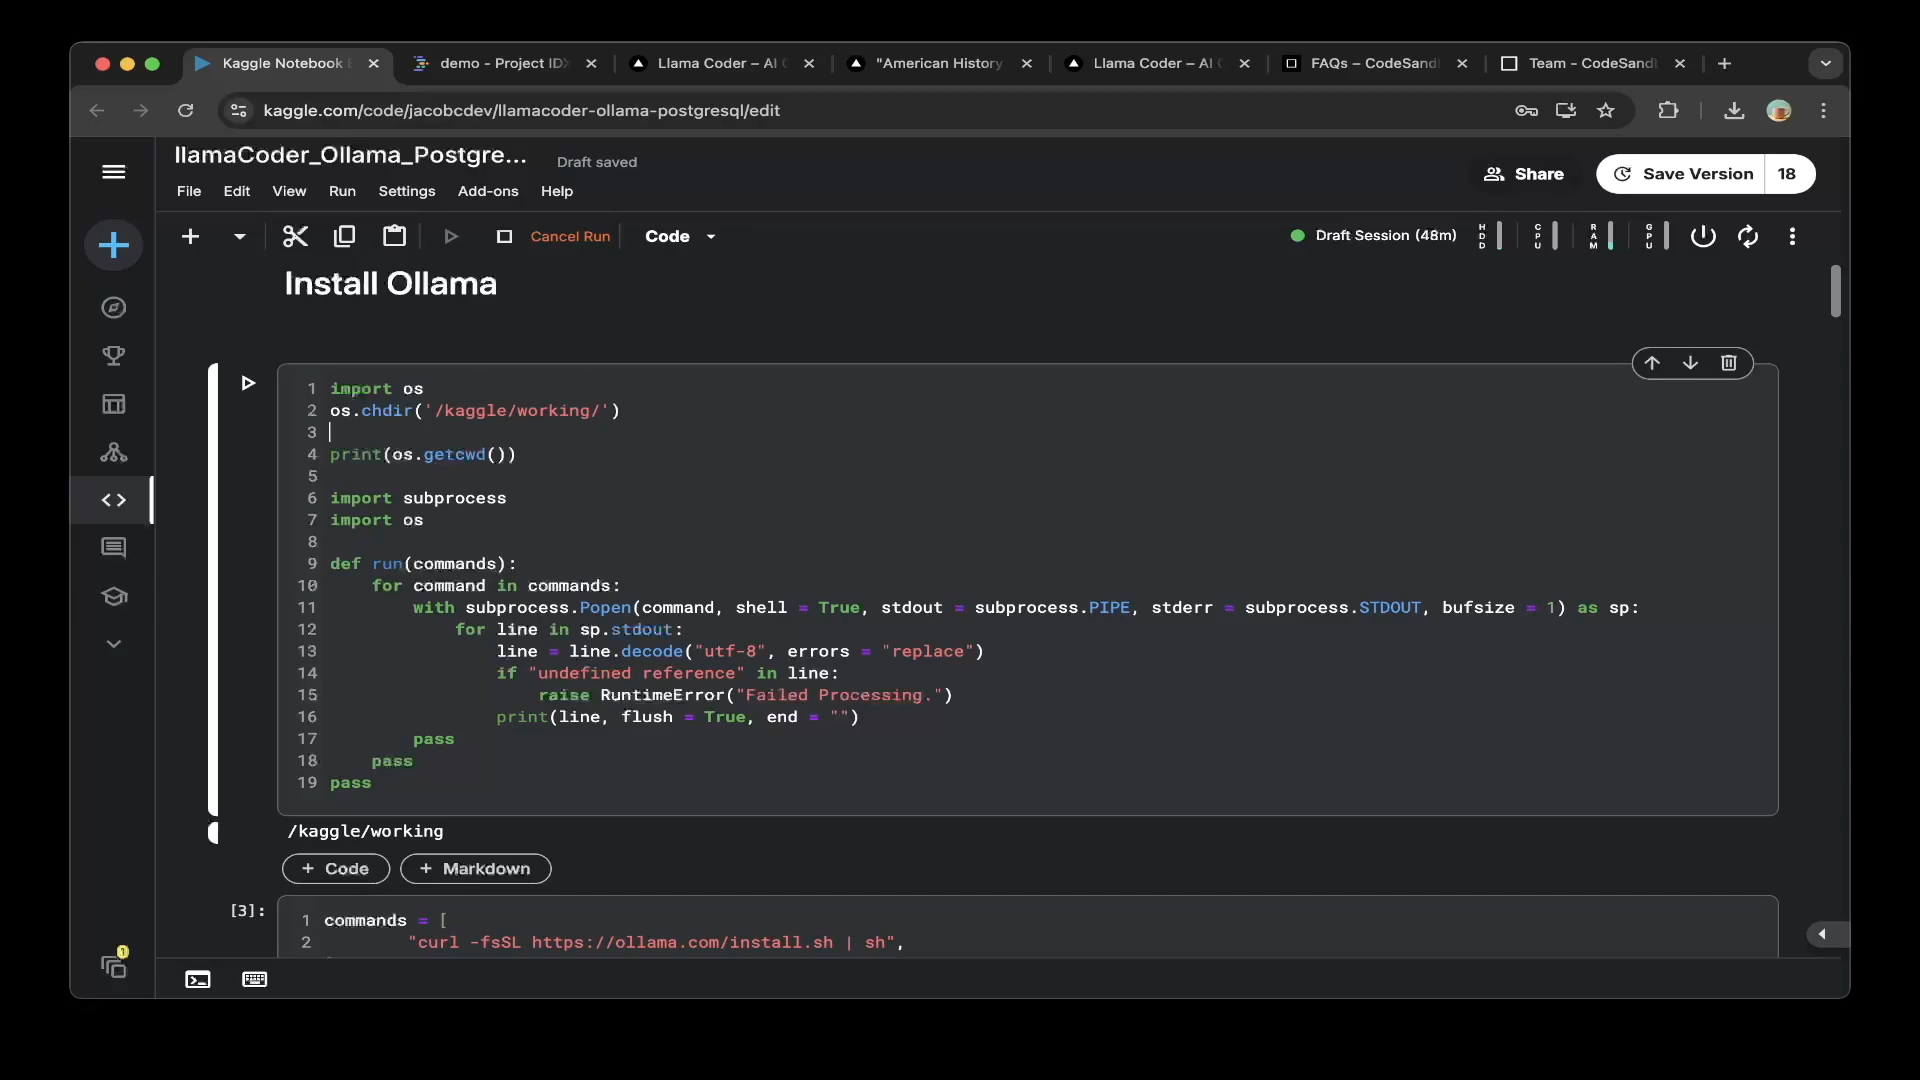 Kaggle Notebook E
demo - Project IDX
Llama Coder – AI C
"American History
Llama Coder – AI C
FAQs – CodeSand
Team - CodeSand
kaggle.com/code/jacobcdev/llamacoder-ollama-postgresql/edit
llamaCoder_Ollama_Postgre...
Draft saved
Share
Save Version
18
File Edit View Run Settings Add-ons Help
Cancel Run
Code
Draft Session (48m)
HDD
CPU
RAM
GPU
Install Ollama
1 import os
2 os.chdir('/kaggle/working/')
3
4 print(os.getcwd())
5
6 import subprocess
7 import os
8
9 def run(commands):
10 for command in commands:
11 with subprocess.Popen(command, shell = True, stdout = subprocess.PIPE, stderr = subprocess.STDOUT, bufsize = 1) as sp:
12 for line in sp.stdout:
13 line = line.decode("utf-8", errors = "replace")
14 if "undefined reference" in line:
15 raise RuntimeError("Failed Processing.")
16 print(line, flush = True, end = "")
17 pass
18 pass
19 pass
/kaggle/working
+ Code
+ Markdown
[3]:
1 commands = [
2 "curl -fsSL https://ollama.com/install.sh | sh",
1